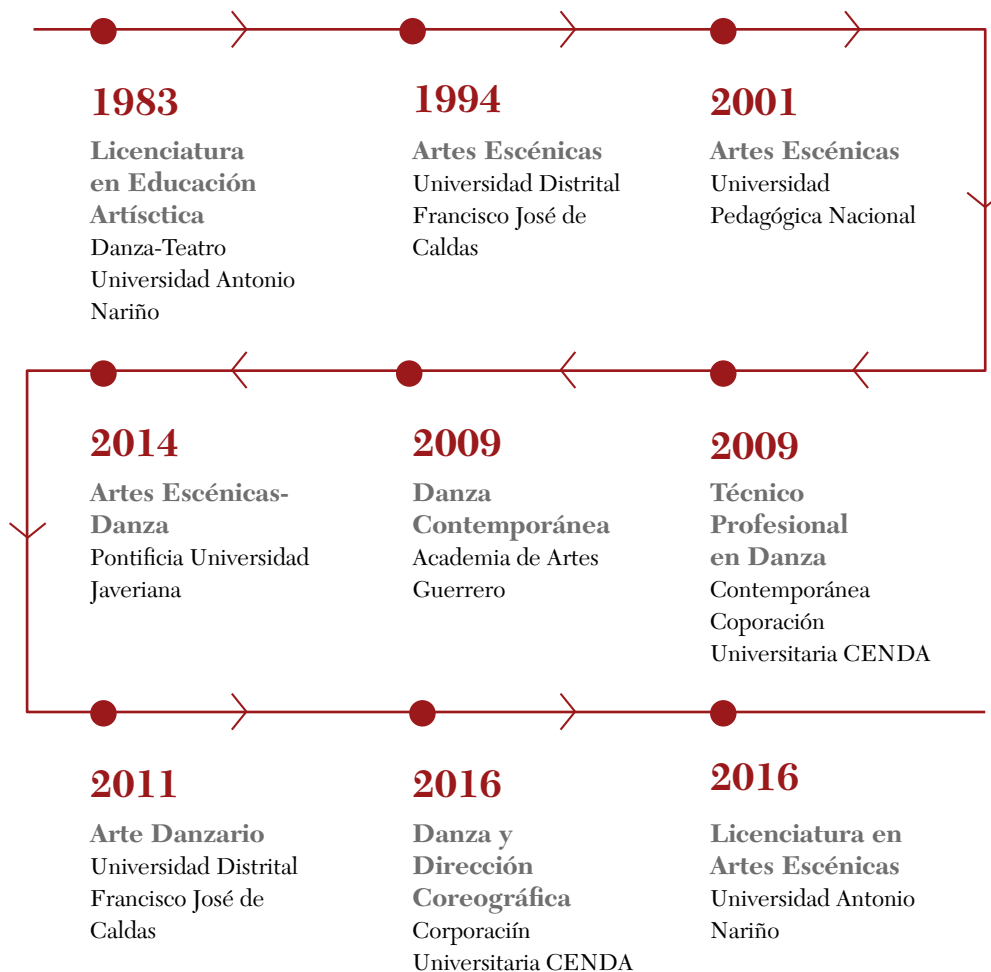 1983
Licenciatura
en Educación
Artísctica
Danza-Teatro
Universidad Antonio
Nariño
1994
Artes Escénicas
Universidad Distrital
Francisco José de
Caldas
2001
Artes Escénicas
Universidad
Pedagógica Nacional
2009
Técnico
Profesional
en Danza
Contemporánea
Coporación
Universitaria CENDA
2009
Danza
Contemporánea
Academia de Artes
Guerrero
2014
Artes Escénicas-
Danza
Pontificia Universidad
Javeriana
2011
Arte Danzario
Universidad Distrital
Francisco José de
Caldas
2016
Danza y
Dirección
Coreográfica
Corporaciín
Universitaria CENDA
2016
Licenciatura en
Artes Escénicas
Universidad Antonio
Nariño